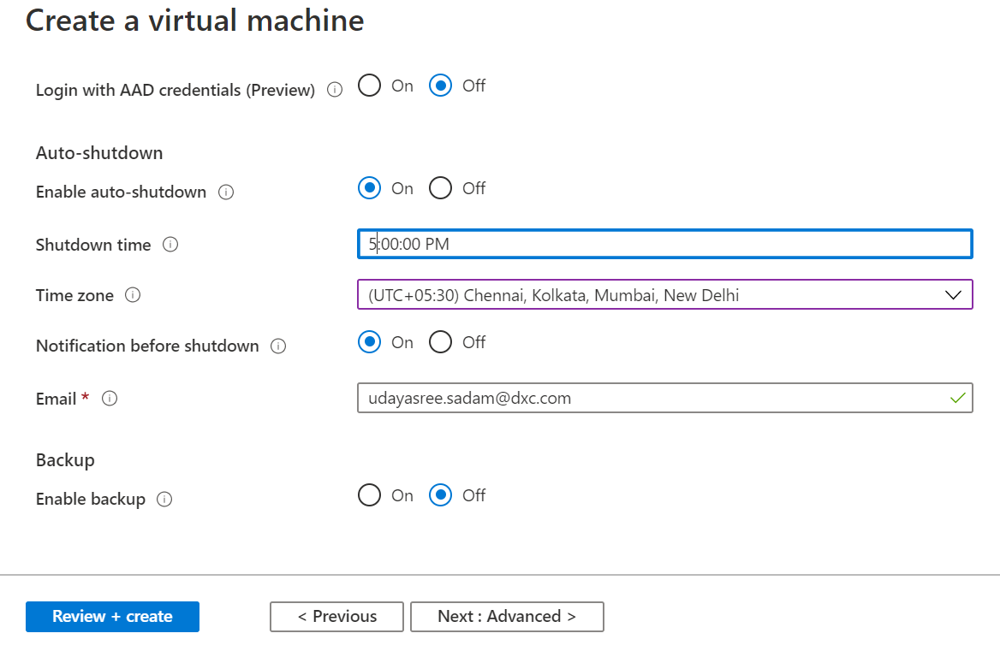 Create a virtual machine
Login with AAD credentials (Preview) On Off
Auto-shutdown
Enable auto-shutdown On Off
Shutdown time 5:00:00 PM
Time zone (UTC+05:30) Chennai, Kolkata, Mumbai, New Delhi
Notification before shutdown On Off
Email * udayasree.sadam@dxc.com
Backup
Enable backup On Off
Review + create < Previous Next : Advanced >